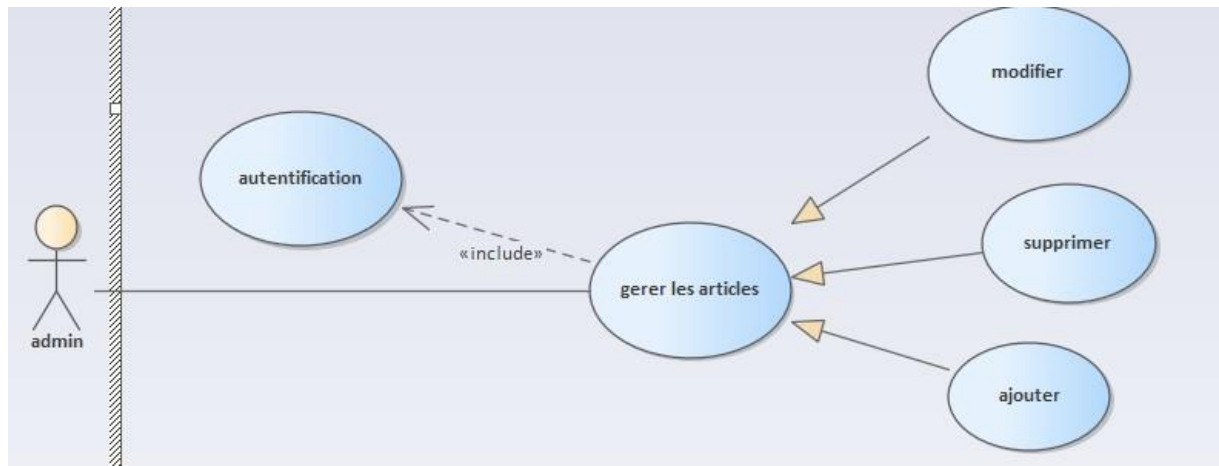 modifier
autentification
supprimer
«include»
gerer les articles
admin
ajouter